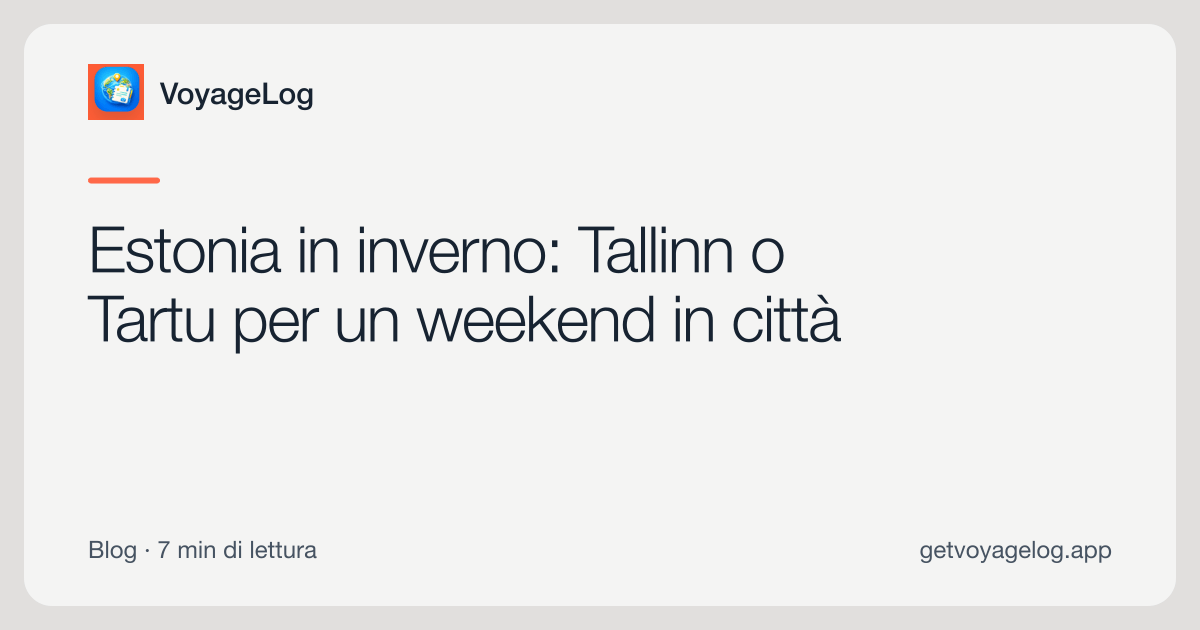 VoyageLog
Estonia in inverno: Tallinn o
Tartu per un weekend in città
Blog · 7 min di lettura
getvoyagelog.app